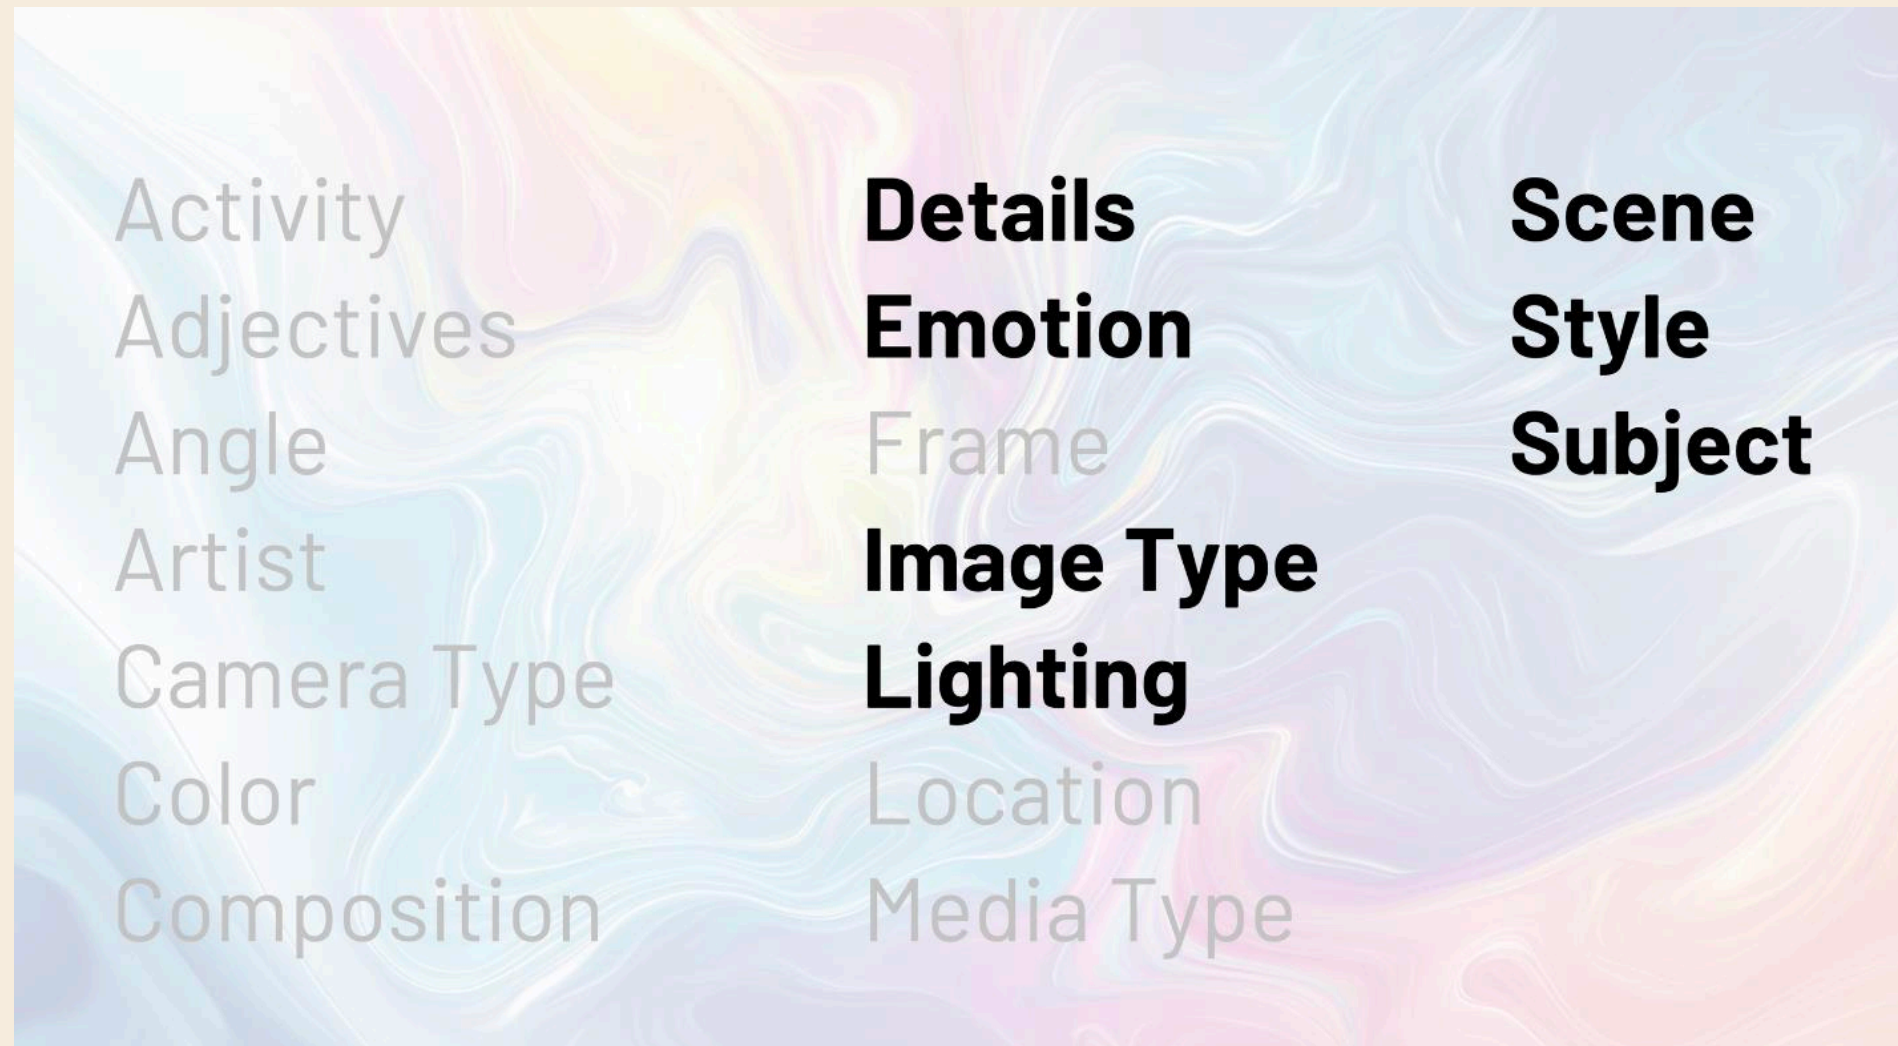 Activity
Adjectives
Angle
Artist
Camera Type
Color
Composition
Details
Emotion
Frame
Image Type
Lighting
Location
Media Type
Scene
Style
Subject